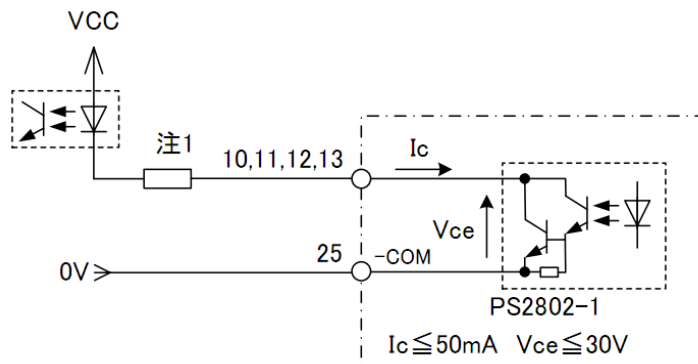 VCC
注1
10,11,12,13
Ic
Vce
25
-COM
0V
PS2802-1
Ic≦50mA Vce≦30V